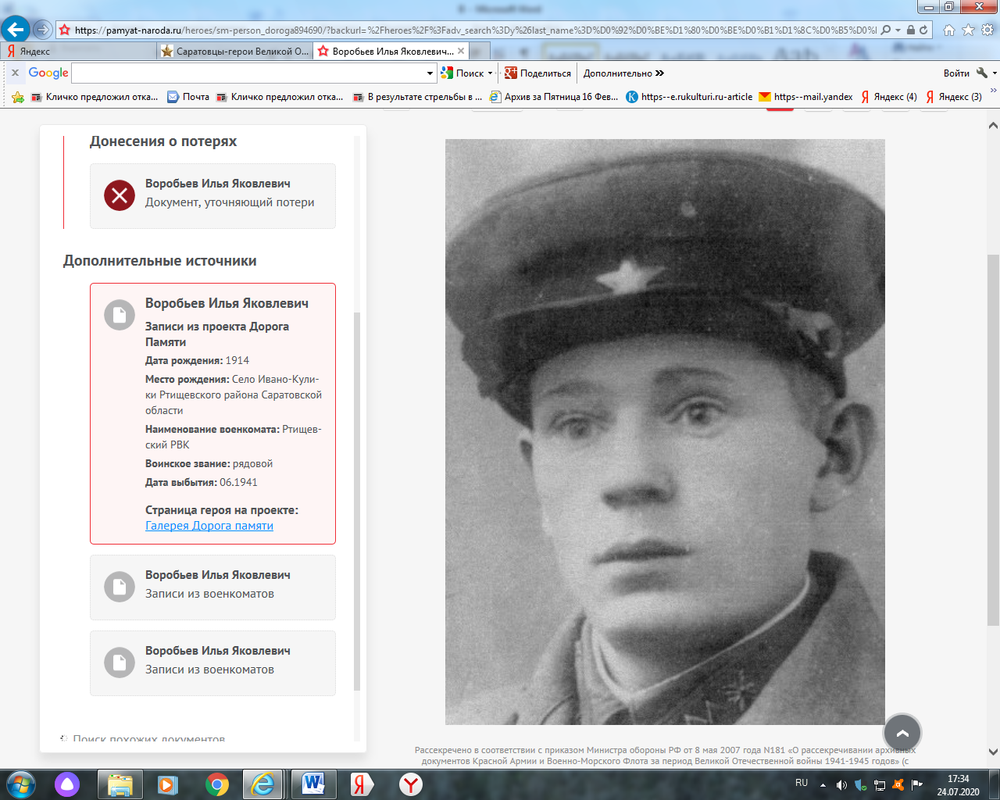 https://pamyat-naroda.ru/heroes/sm-person_doroga894690/?backurl=%2Fheroes%2F%3Fadv_search%3Dy%26last_name%3D%D0%92%D0%BE%D1%80%D0%BE%D0%B1%D1%8C%D0%B5%D0%
Яндекс
Саратовцы-герои Великой О...
Воробьев Илья Яковлевич...
Google
Поиск
Поделиться
Дополнительно
Войти
Кличко предложил отка...
Почта
Кличко предложил отка...
В результате стрельбы в ...
Архив за Пятница 16 Фев...
https--e.rukulturi.ru-article
https--mail.yandex
Яндекс (4)
Яндекс (3)
Донесения о потерях
Воробьев Илья Яковлевич
Документ, уточняющий потери
Дополнительные источники
Воробьев Илья Яковлевич
Записи из проекта Дорога
Памяти
Дата рождения: 1914
Место рождения: Село Ивано-Кули-
ки Ртищевского района Саратовской
области
Наименование военкомата: Ртищев-
ский РВК
Воинское звание: рядовой
Дата выбытия: 06.1941
Страница героя на проекте:
Галерея Дорога памяти
Воробьев Илья Яковлевич
Записи из военкоматов
Воробьев Илья Яковлевич
Записи из военкоматов
Поиск похожих документов
Рассекречено в соответствии с приказом Министра обороны РФ от 8 мая 2007 года N181 «О рассекречивании архивных
документов Красной Армии и Военно-Морского Флота за период Великой Отечественной войны 1941-1945 годов» (с
RU
17:34
24.07.2020